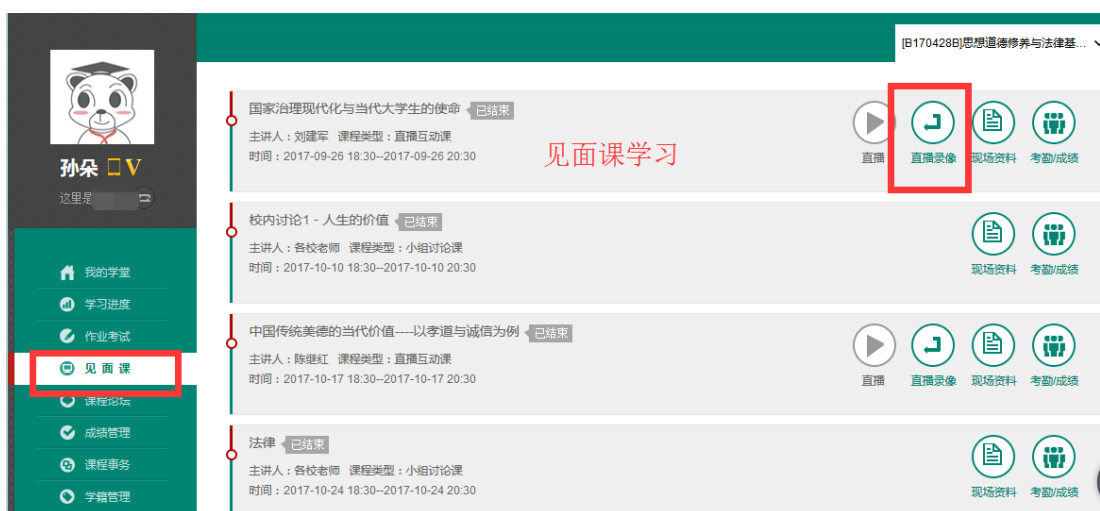 [B170428B]思想道德修养与法律基...
孙朵 V
这里是
我的学堂
学习进度
作业考试
见面课
课程论坛
成绩管理
课程事务
学籍管理
国家治理现代化与当代大学生的使命 已结束
主讲人：刘建军 课程类型：直播互动课
时间：2017-09-26 18:30--2017-09-26 20:30
见面课学习
直播 直播录像 现场资料 考勤/成绩
校内讨论1 - 人生的价值 已结束
主讲人：各校老师 课程类型：小组讨论课
时间：2017-10-10 18:30--2017-10-10 20:30
现场资料 考勤/成绩
中国传统美德的当代价值----以孝道与诚信为例 已结束
主讲人：陈继红 课程类型：直播互动课
时间：2017-10-17 18:30--2017-10-17 20:30
直播 直播录像 现场资料 考勤/成绩
法律 已结束
主讲人：各校老师 课程类型：小组讨论课
时间：2017-10-24 18:30--2017-10-24 20:30
现场资料 考勤/成绩